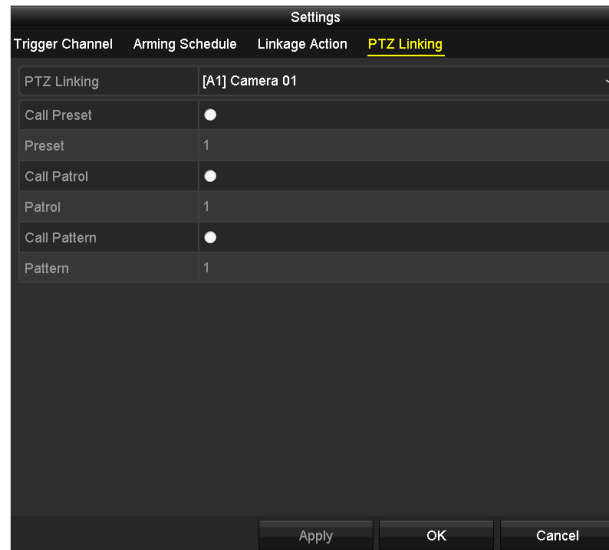 Settings
Trigger Channel Arming Schedule Linkage Action PTZ Linking
PTZ Linking [A1] Camera 01
Call Preset
Preset 1
Call Patrol
Patrol 1
Call Pattern
Pattern 1
Apply OK Cancel